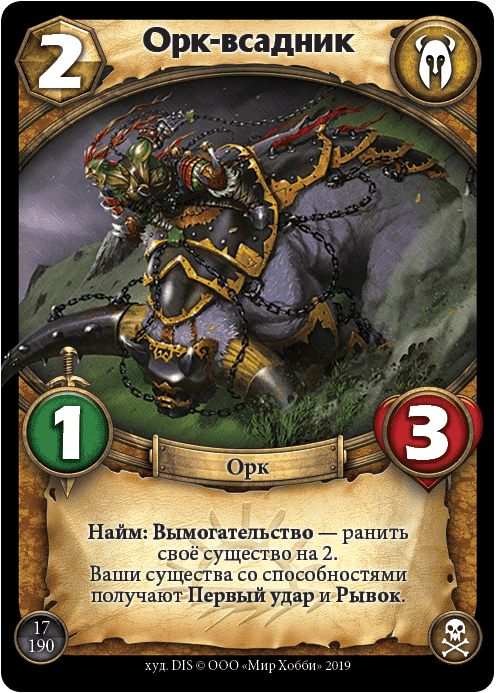 2
Орк-всадник
1
3
Орк
Найм: Вымогательство — ранить
своё существо на 2.
Ваши существа со способностями
получают Первый удар и Рывок.
17
190
худ. DIS © ООО «Мир Хобби» 2019